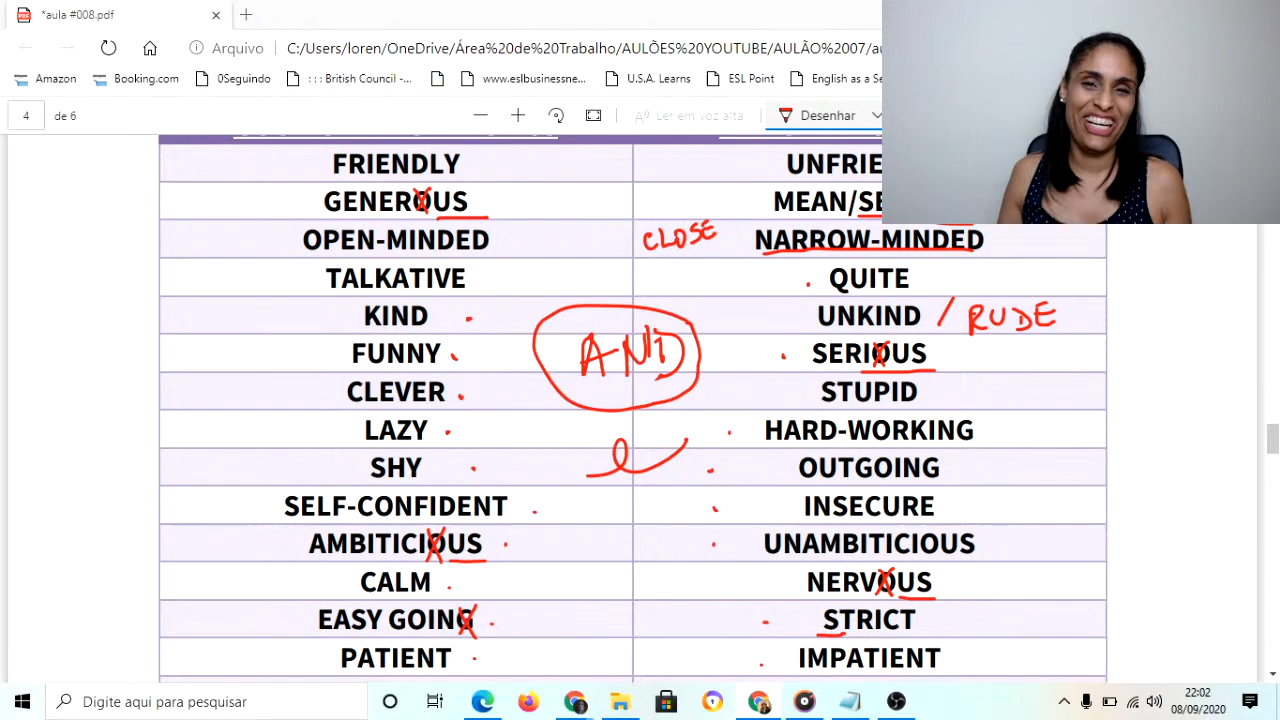 *aula #008.pdf
Arquivo C:/Users/loren/OneDrive/Área%20de%20Trabalho/AULÕES%20YOUTUBE/AULÃO%2007/au
Amazon Booking.com 0Seguindo : : : British Council -... www.eslbusinessne... U.S.A. Learns ESL Point English as a Se
4 de 6 Ler em voz alta Desenhar
FRIENDLY UNFRIE
GENEROUS MEAN/SE
OPEN-MINDED CLOSE NARROW-MINDED
TALKATIVE QUITE
KIND UNKIND / RUDE
FUNNY AND SERIOUS
CLEVER STUPID
LAZY HARD-WORKING
SHY OUTGOING
SELF-CONFIDENT INSECURE
AMBITICIOUS UNAMBITICIOUS
CALM NERVOUS
EASY GOING STRICT
PATIENT IMPATIENT
Digite aqui para pesquisar
22:02
08/09/2020